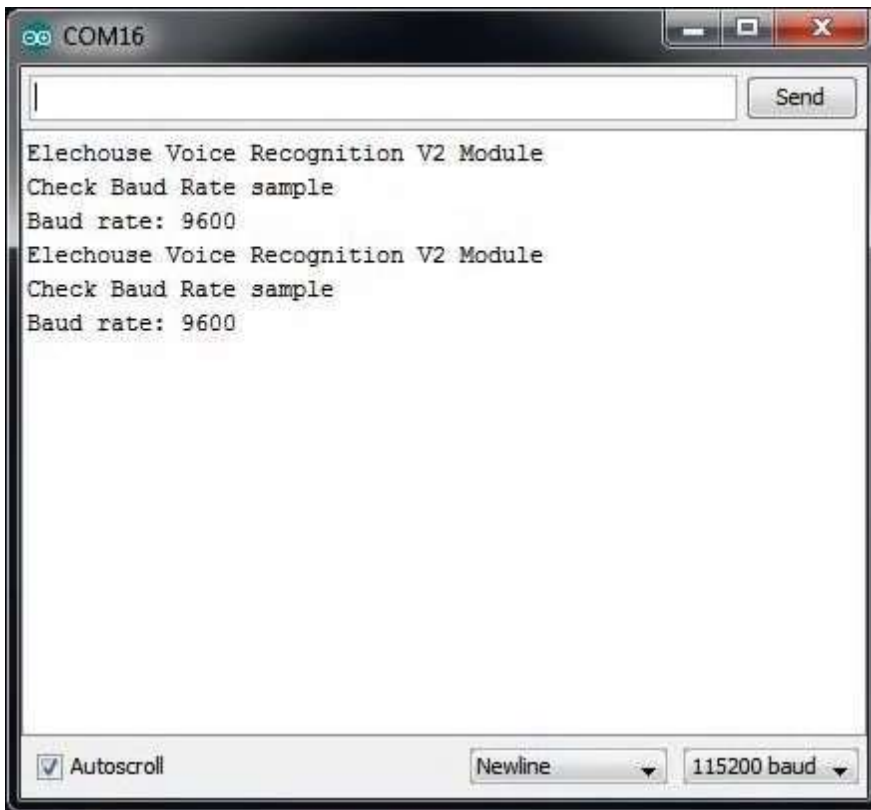 COM16
Send
Elechouse Voice Recognition V2 Module
Check Baud Rate sample
Baud rate: 9600
Elechouse Voice Recognition V2 Module
Check Baud Rate sample
Baud rate: 9600
Autoscroll
Newline
115200 baud